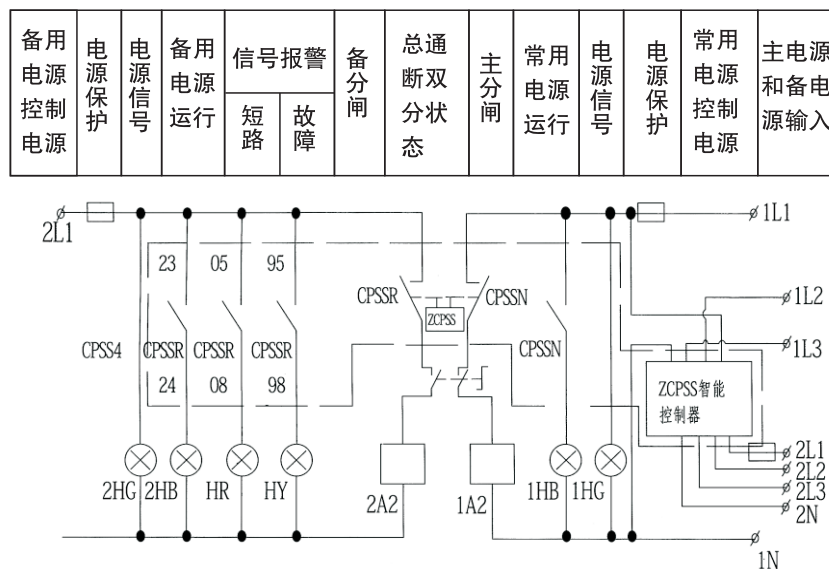 备用电源控制电源
电源保护
电源信号
备用电源运行
信号报警
短路
故障
备分闸
总通断双分状态
主分闸
常用电源运行
电源信号
电源保护
常用电源控制电源
主电源和备电源输入
2L1
1L1
23
05
95
CPSSR
CPSSN
1L2
ZCPSS
CPSS4
CPSSR
CPSSR
CPSSR
CPSSN
1L3
24
08
98
ZCPSS智能
控制器
2L1
2L2
2L3
2N
2HG
2HB
HR
HY
2A2
1A2
1HB
1HG
1N